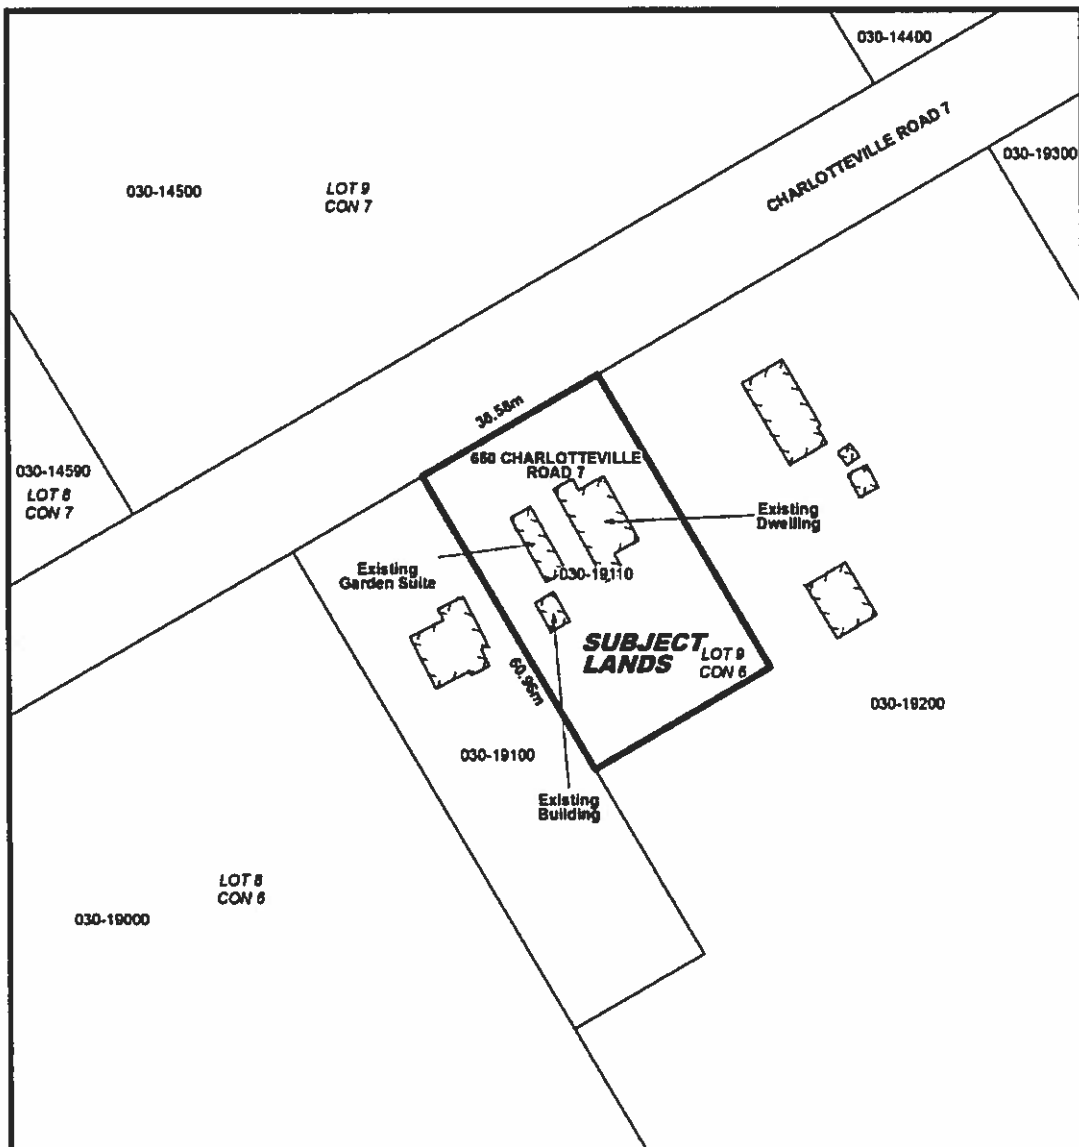 030-14400
CHARLOTTEVILLE ROAD 7
030-19300
030-14500
LOT 9
CON 7
36.58m
030-14590
LOT 8
CON 7
660 CHARLOTTEVILLE
ROAD 7
Existing
Dwelling
Existing
Garden Suite
030-19110
SUBJECT
LANDS
LOT 9
CON 6
60.96m
030-19200
030-19100
Existing
Building
LOT 8
CON 6
030-19000